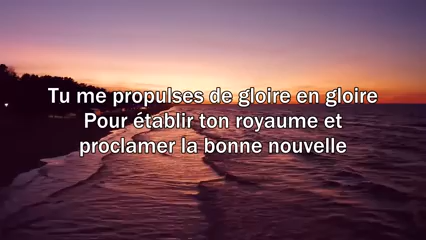 Tu me propulses de gloire en gloire
Pour établir ton royaume et
proclamer la bonne nouvelle